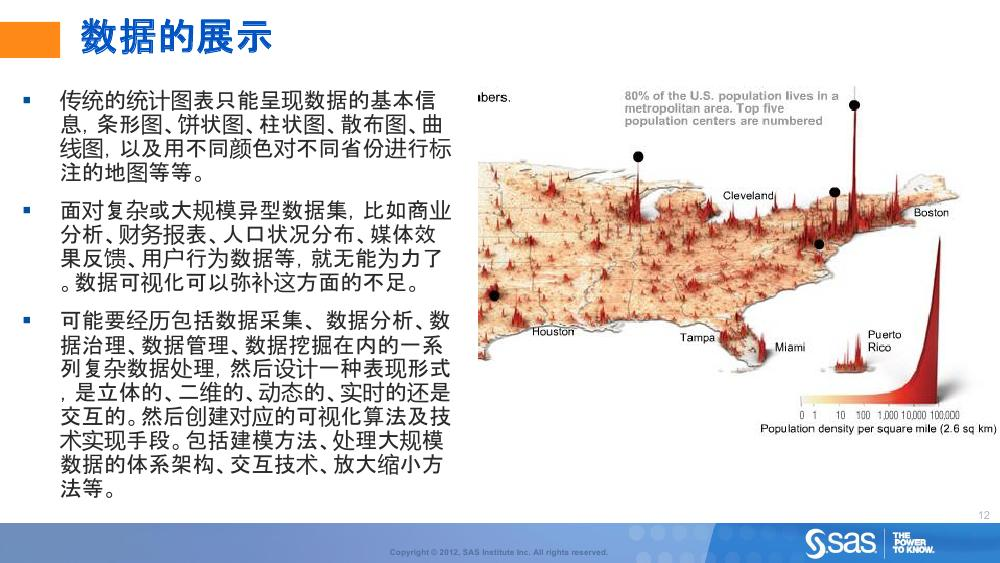 数据的展示
▪ 传统的统计图表只能呈现数据的基本信
息, 条形图、饼状图、柱状图、散布图、曲
线图, 以及用不同颜色对不同省份进行标
注的地图等等。
▪ 面对复杂或大规模异型数据集, 比如商业
分析、财务报表、人口状况分布、媒体效
果反馈、用户行为数据等, 就无能为力了
。数据可视化可以弥补这方面的不足。
▪ 可能要经历包括数据采集、数据分析、数
据治理、数据管理、数据挖掘在内的一系
列复杂数据处理, 然后设计一种表现形式
, 是立体的、二维的、动态的、实时的还是
交互的。然后创建对应的可视化算法及技
术实现手段。包括建模方法、处理大规模
数据的体系架构、交互技术、放大缩小方
法等。
bers.
80% of the U.S. population lives in a
metropolitan area. Top five
population centers are numbered
Cleveland
Boston
Houston
Tampa
Miami
Puerto
Rico
0 1 10 100 1,000 10,000 100,000
Population density per square mile (2.6 sq km)
12
Copyright © 2012, SAS Institute Inc. All rights reserved.
sas
THE
POWER
TO KNOW.